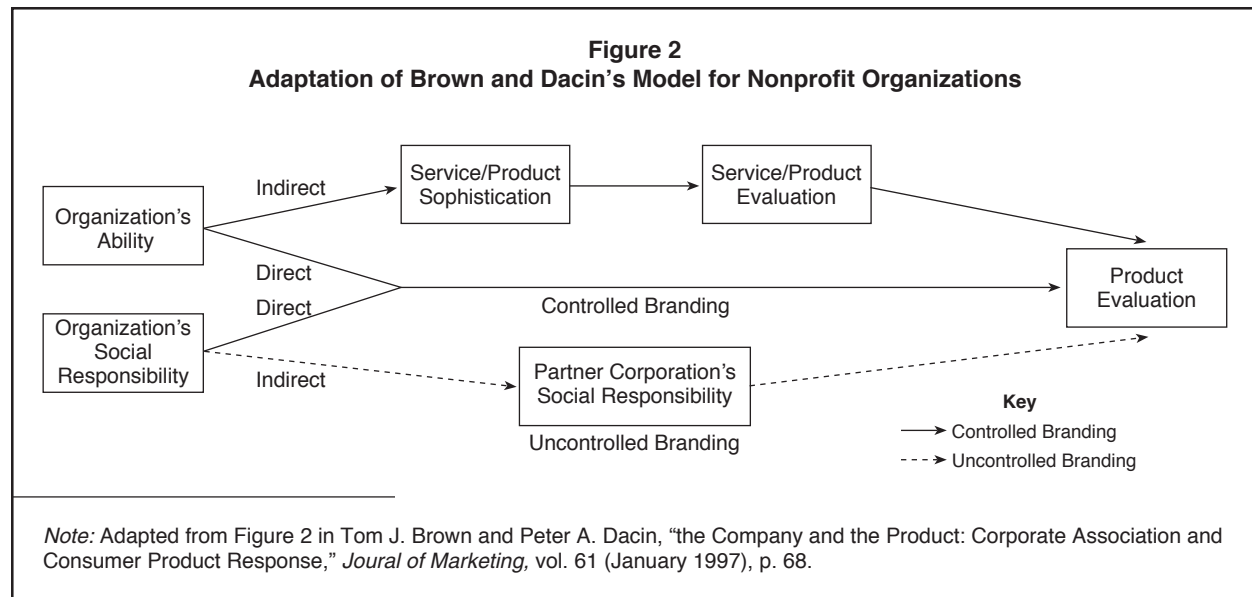 Figure 2
Adaptation of Brown and Dacin's Model for Nonprofit Organizations
Organization's
Ability
Indirect
Service/Product
Sophistication
Service/Product
Evaluation
Direct
Direct
Controlled Branding
Product
Evaluation
Organization's
Social
Responsibility
Indirect
Partner Corporation's
Social Responsibility
Uncontrolled Branding
Key
Controlled Branding
Uncontrolled Branding
Note: Adapted from Figure 2 in Tom J. Brown and Peter A. Dacin, “the Company and the Product: Corporate Association and
Consumer Product Response,” Joural of Marketing, vol. 61 (January 1997), p. 68.